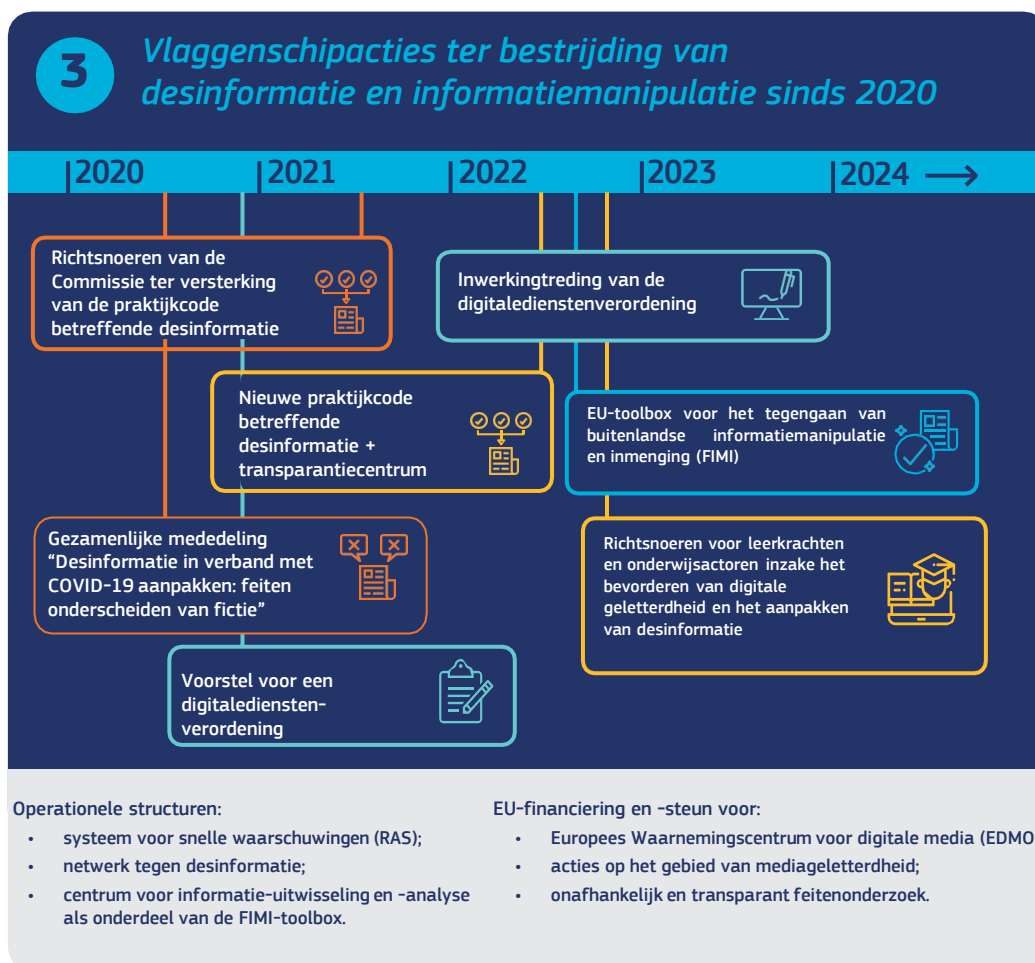 3
Vlaggenschipacties ter bestrijding van
desinformatie en informatiemanipulatie sinds 2020
2020
2021
2022
2023
2024
Richtsnoeren van de
Commissie ter versterking
van de praktijkcode
betreffende desinformatie
Inwerkingtreding van de
digitaledienstenverordening
Nieuwe praktijkcode
betreffende
desinformatie +
transparantiecentrum
EU-toolbox voor het tegengaan van
buitenlandse informatiemanipulatie
en inmenging (FIMI)
Gezamenlijke mededeling
“Desinformatie in verband met
COVID-19 aanpakken: feiten
onderscheiden van fictie”
Richtsnoeren voor leerkrachten
en onderwijsactoren inzake het
bevorderen van digitale
geletterdheid en het aanpakken
van desinformatie
Voorstel voor een
digitalediensten-
verordening
Operationele structuren:
• systeem voor snelle waarschuwingen (RAS);
• netwerk tegen desinformatie;
• centrum voor informatie-uitwisseling en -analyse
als onderdeel van de FIMI-toolbox.
EU-financiering en -steun voor:
• Europees Waarnemingscentrum voor digitale media (EDMO
• acties op het gebied van mediageletterdheid;
• onafhankelijk en transparant feitenonderzoek.